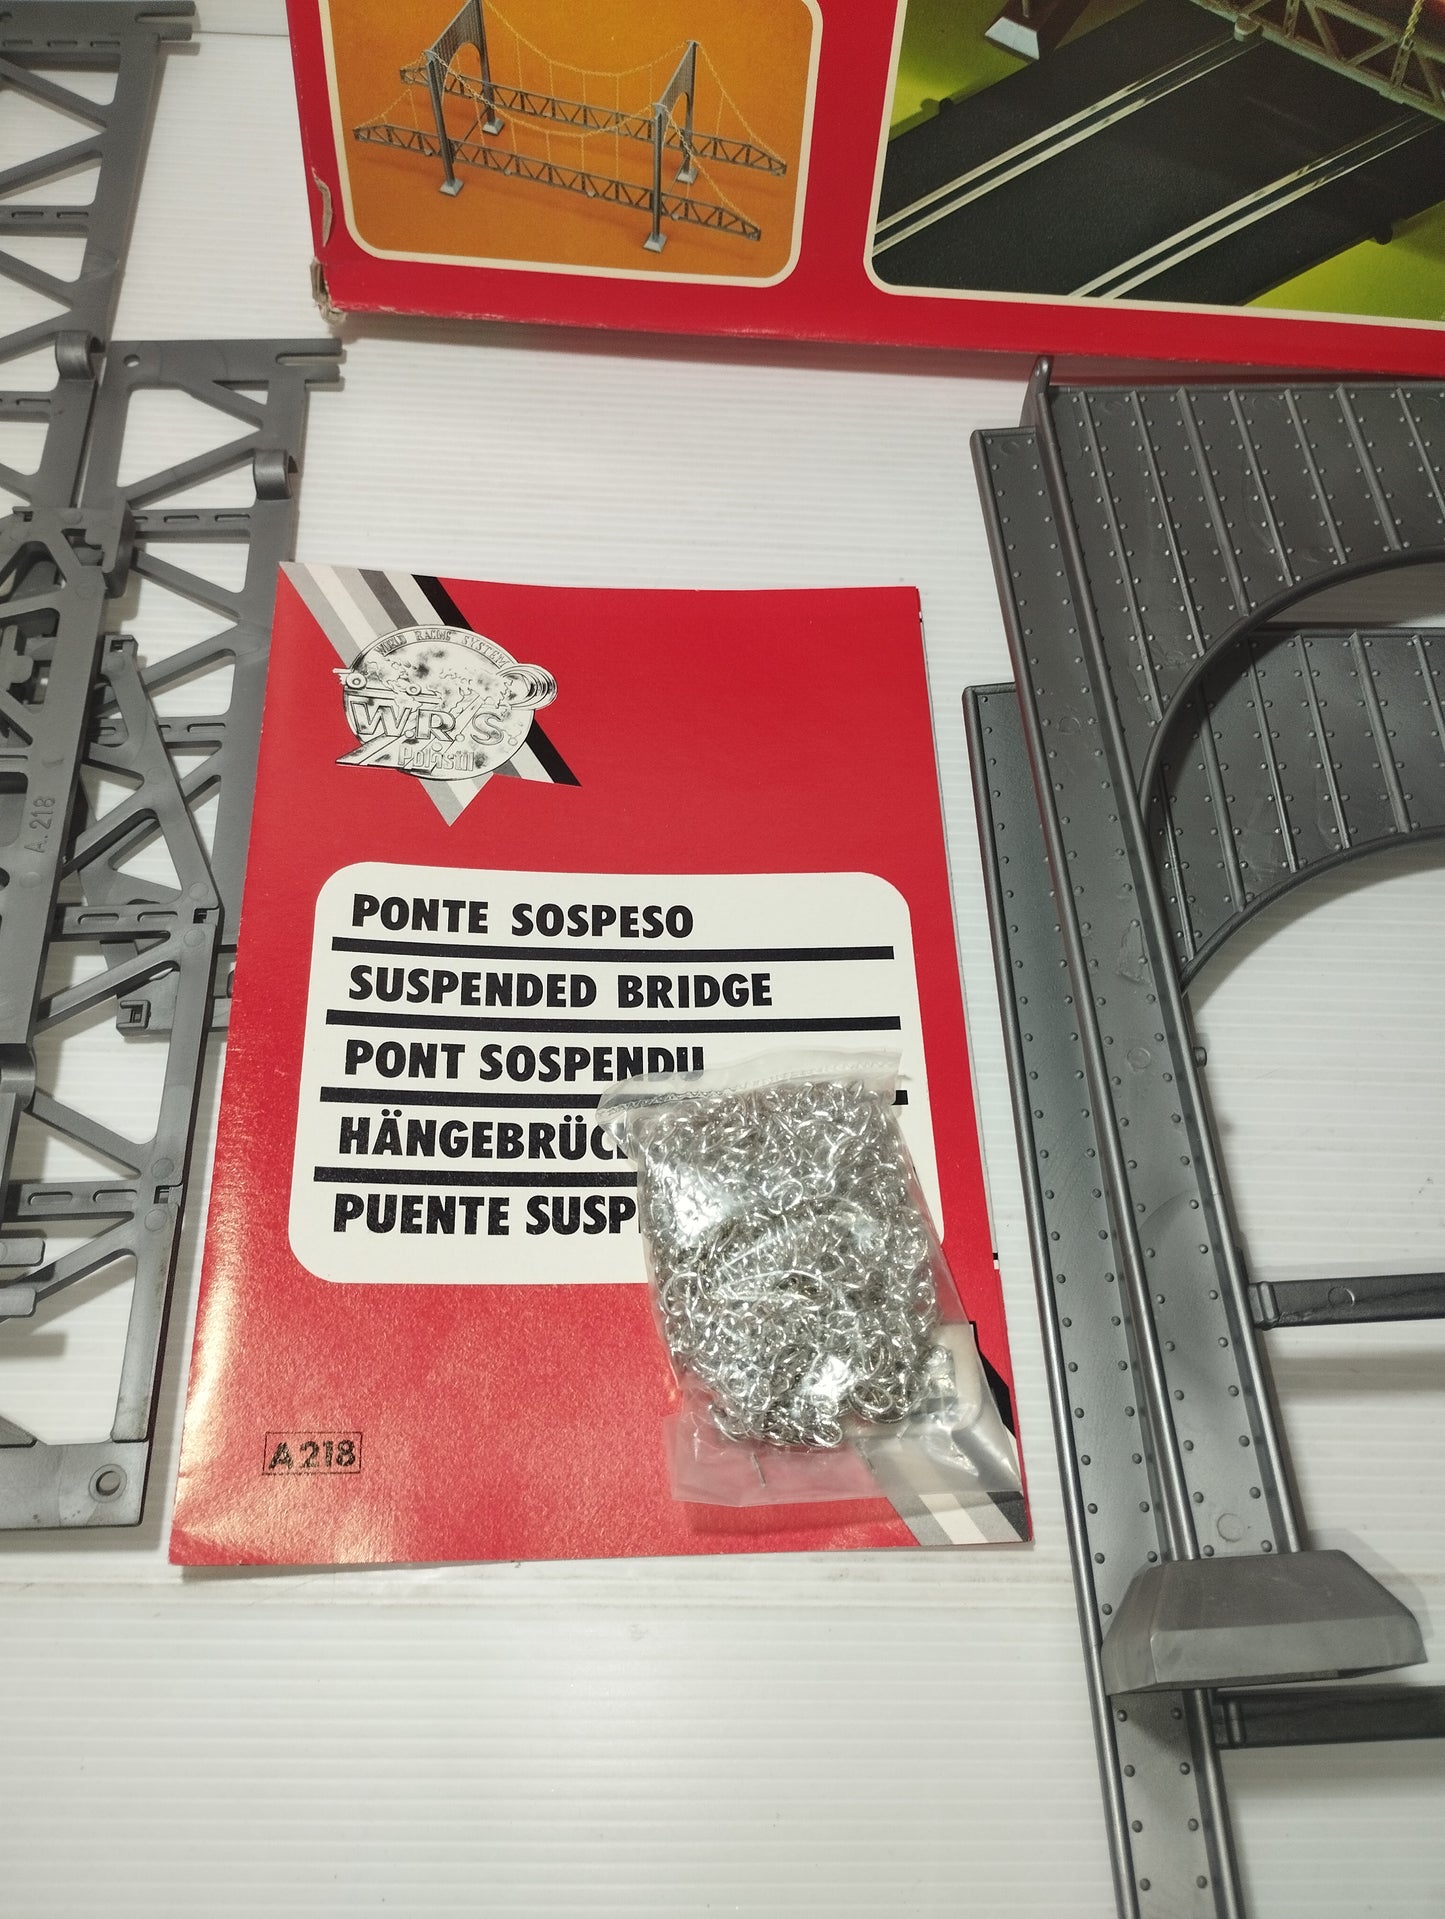 WORLD RACING SYSTEM
W.R.S
Polistil
PONTE SOSPESO
SUSPENDED BRIDGE
PONT SOSPENDU
HÄNGEBRÜC
PUENTE SUSP
A 218
A. 218